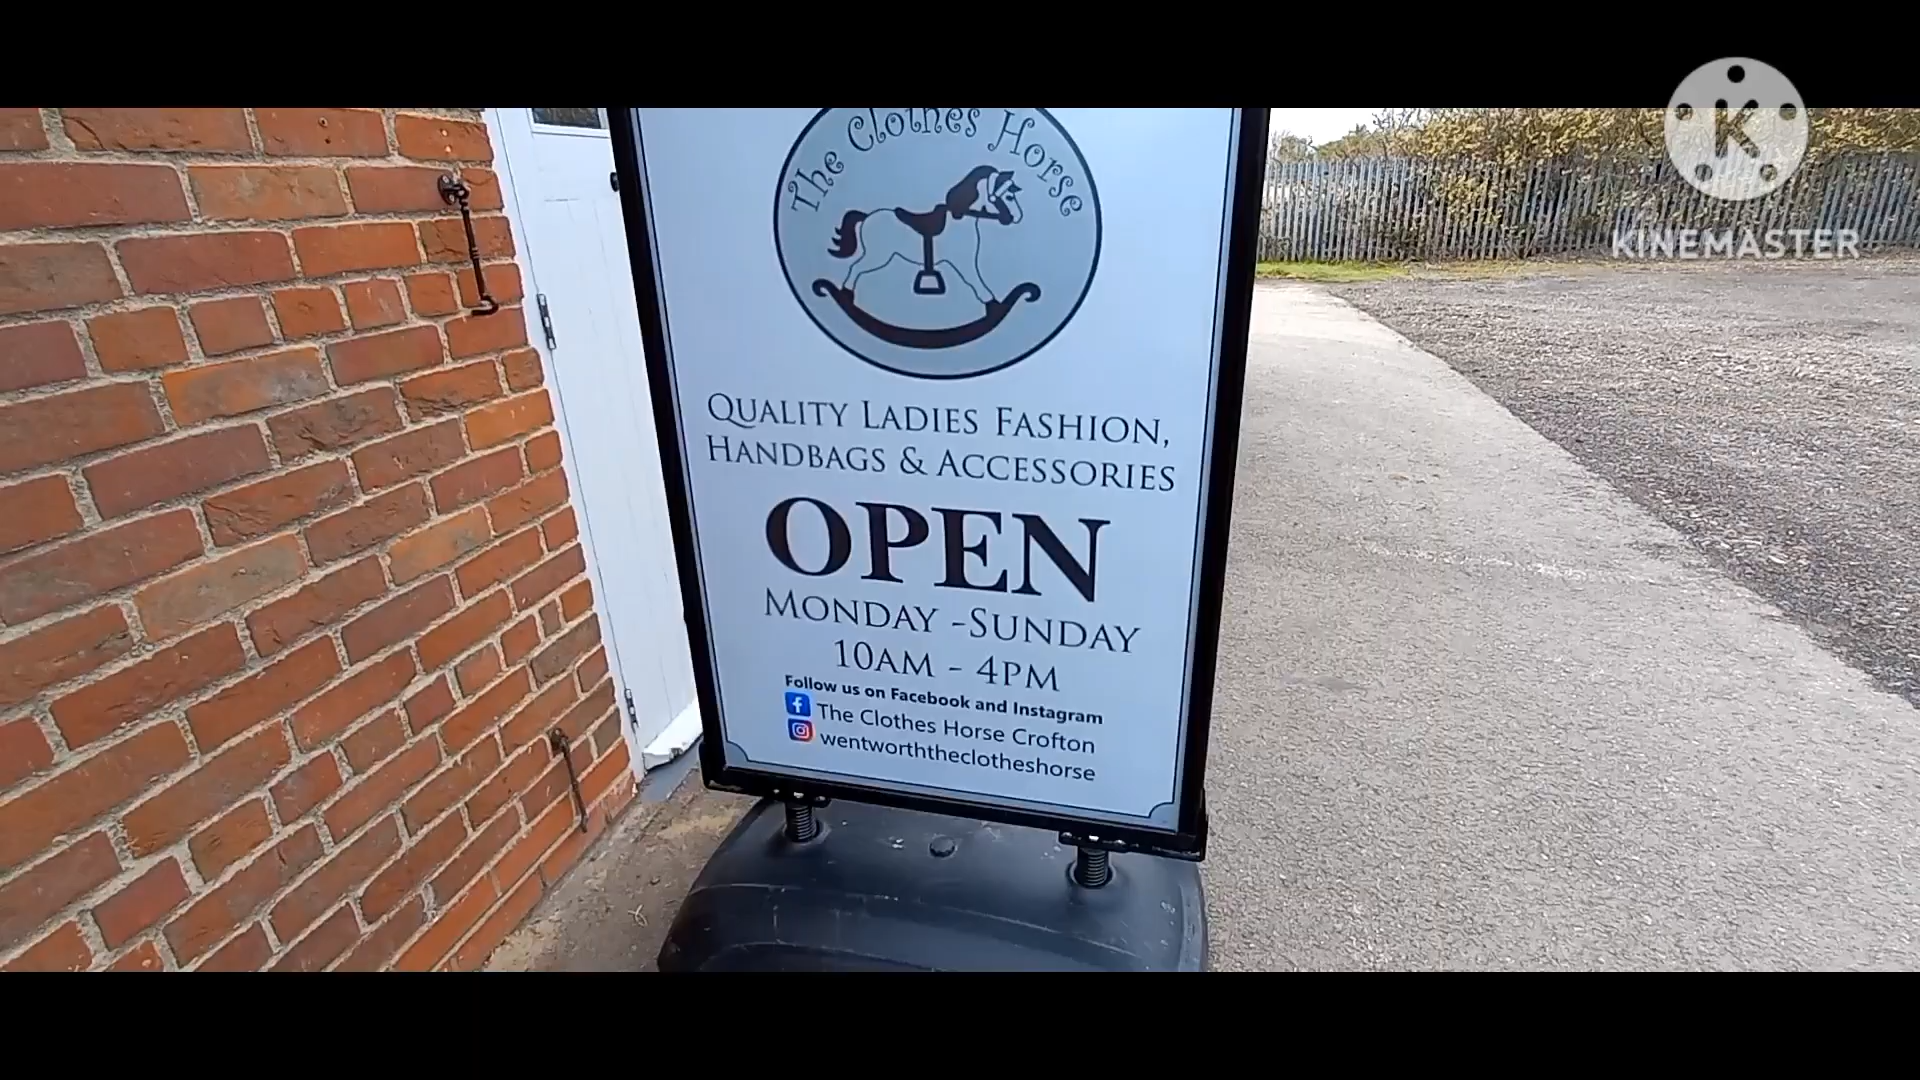 The Clothes Horse
QUALITY LADIES FASHION,
HANDBAGS & ACCESSORIES
OPEN
MONDAY -SUNDAY
10AM - 4PM
Follow us on Facebook and Instagram
The Clothes Horse Crofton
wentworththeclotheshorse
K
KINEMASTER